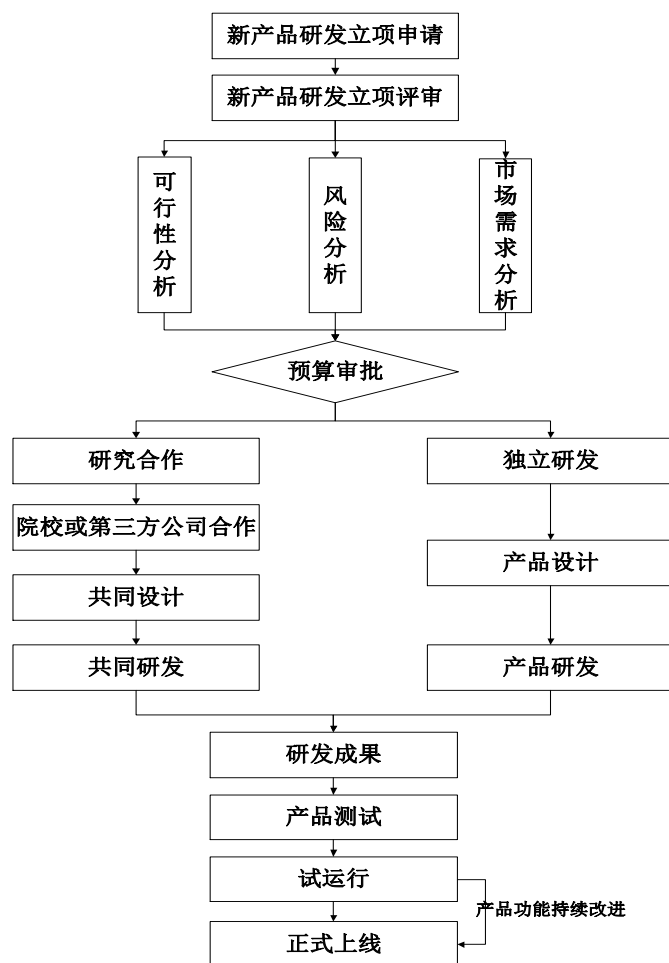 新产品研发立项申请
新产品研发立项评审
可行性分析
风险分析
市场需求分析
预算审批
研究合作
独立研发
院校或第三方公司合作
产品设计
共同设计
共同研发
产品研发
研发成果
产品测试
试运行
产品功能持续改进
正式上线